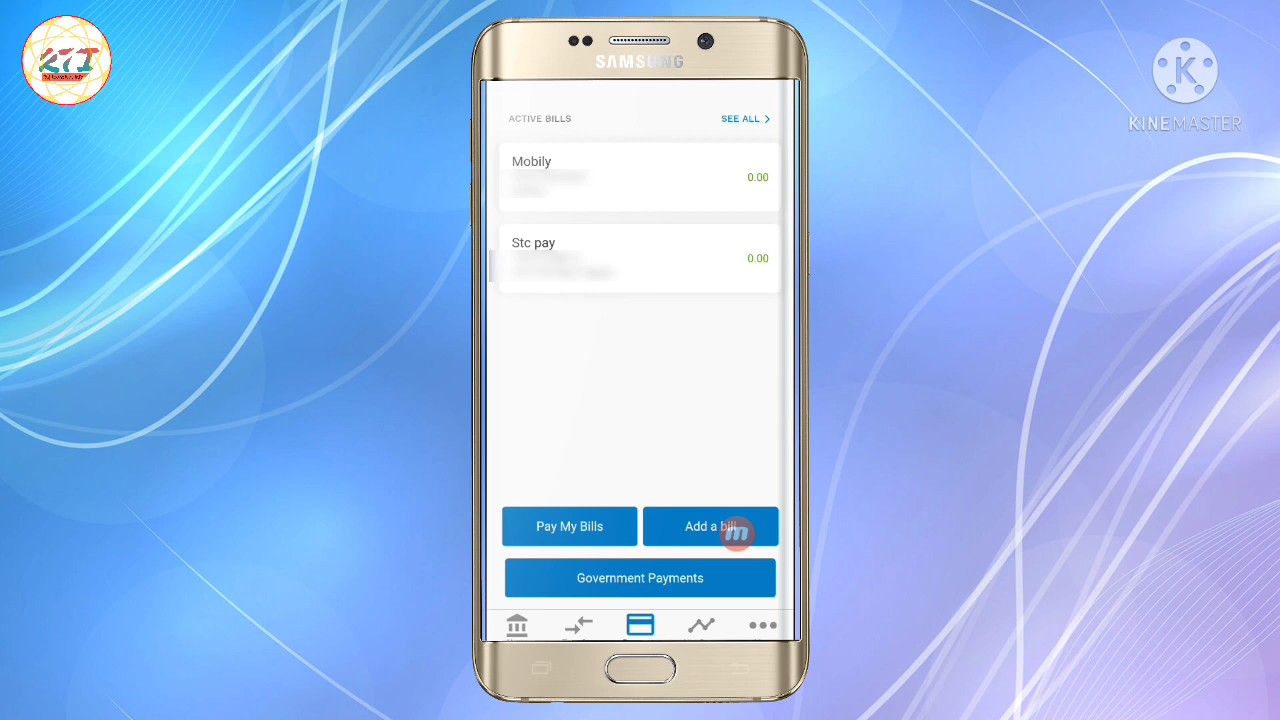 KTI
KINEMASTER
SAMSUNG
ACTIVE BILLS
SEE ALL
Mobily
0.00
Stc pay
0.00
Pay My Bills
Add a bill
m
Government Payments